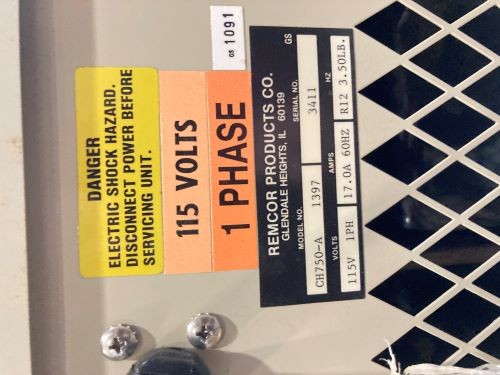 DANGER
ELECTRIC SHOCK HAZARD.
DISCONNECT POWER BEFORE
SERVICING UNIT.
115 VOLTS
1 PHASE
GS 1091
REMCOR PRODUCTS CO.
GLENDALE HEIGHTS, IL 60139
MODEL NO. SERIAL NO. GS
CH750-A 1397 3411
VOLTS AMPS HZ
115V 1PH 17.0A 60HZ R12 3.50LB.